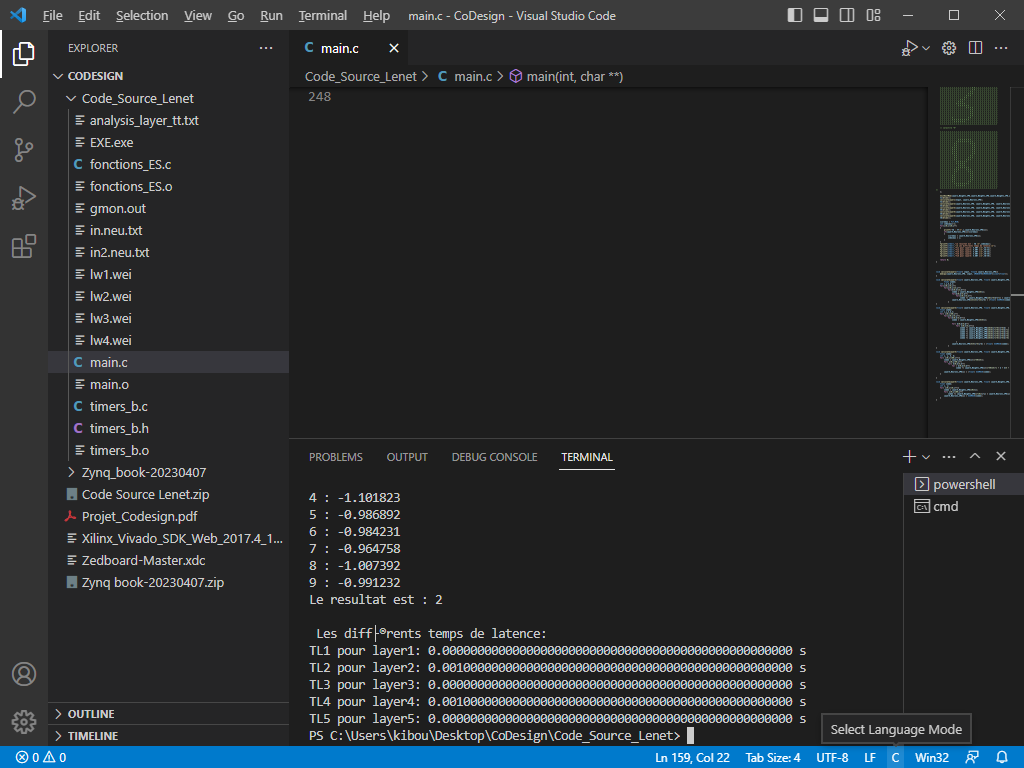 File Edit Selection View Go Run Terminal Help main.c - CoDesign - Visual Studio Code
EXPLORER
CODESIGN
Code_Source_Lenet
analysis_layer_tt.txt
EXE.exe
C fonctions_ES.c
fonctions_ES.o
gmon.out
in.neu.txt
in2.neu.txt
lw1.wei
lw2.wei
lw3.wei
lw4.wei
C main.c
main.o
C timers_b.c
C timers_b.h
timers_b.o
Zynq_book-20230407
Code Source Lenet.zip
Projet_Codesign.pdf
Xilinx_Vivado_SDK_Web_2017.4_1...
Zedboard-Master.xdc
Zynq book-20230407.zip
OUTLINE
TIMELINE
C main.c
Code_Source_Lenet > C main.c > main(int, char **)
248
PROBLEMS OUTPUT DEBUG CONSOLE TERMINAL
4 : -1.101823
5 : -0.986892
6 : -0.984231
7 : -0.964758
8 : -1.007392
9 : -0.991232
Le resultat est : 2
Les diff├®rents temps de latence:
TL1 pour layer1: 0.00000000000000000000000000000000000000000000000000 s
TL2 pour layer2: 0.00100000000000000000000000000000000000000000000000 s
TL3 pour layer3: 0.00000000000000000000000000000000000000000000000000 s
TL4 pour layer4: 0.00100000000000000000000000000000000000000000000000 s
TL5 pour layer5: 0.00000000000000000000000000000000000000000000000000 s
PS C:\Users\kibou\Desktop\CoDesign\Code_Source_Lenet>
powershell
cmd
Select Language Mode
0 0 Ln 159, Col 22 Tab Size: 4 UTF-8 LF C Win32